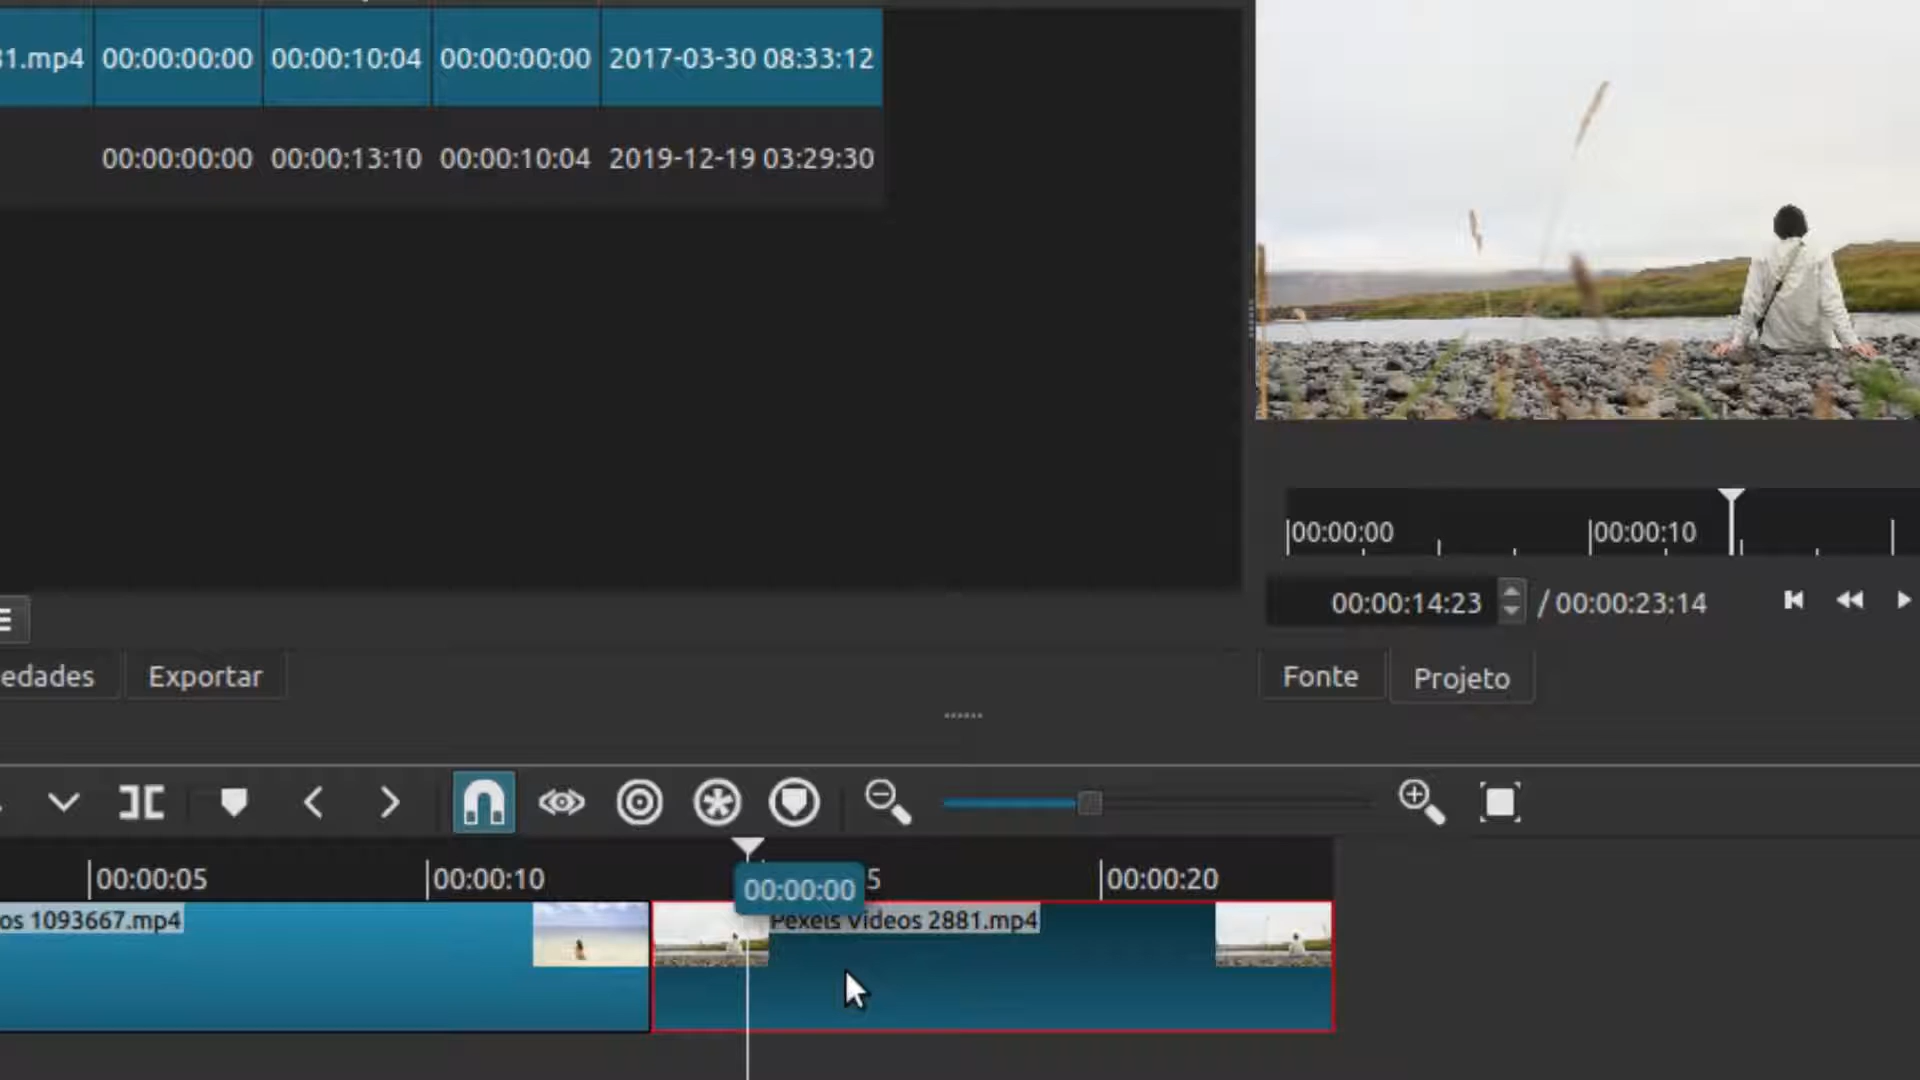 31.mp4 00:00:00:00 00:00:10:04 00:00:00:00 2017-03-30 08:33:12
00:00:00:00 00:00:13:10 00:00:10:04 2019-12-19 03:29:30
00:00:00 00:00:10
00:00:14:23 / 00:00:23:14
edades Exportar
Fonte Projeto
00:00:05 00:00:10 00:00:00 5 00:00:20
os 1093667.mp4 Pexels Videos 2881.mp4